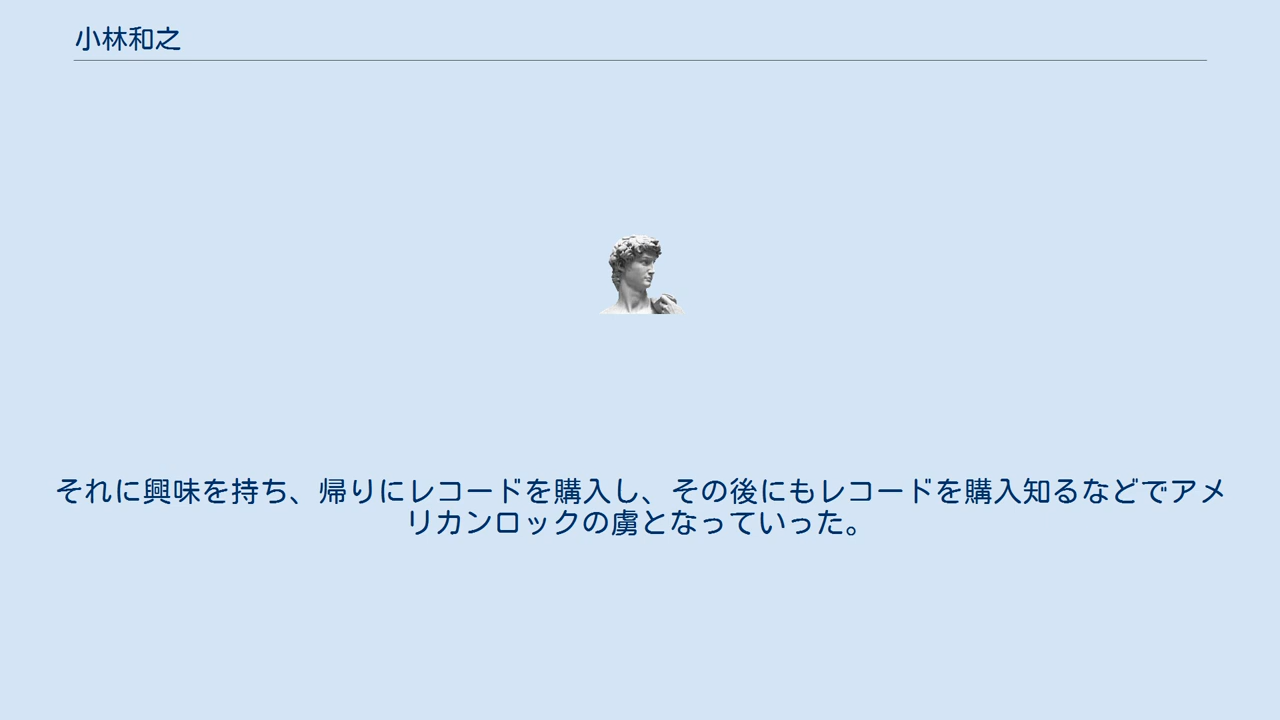 小林和之
それに興味を持ち、帰りにレコードを購入し、その後にもレコードを購入知るなどでアメ
リカンロックの虜となっていった。